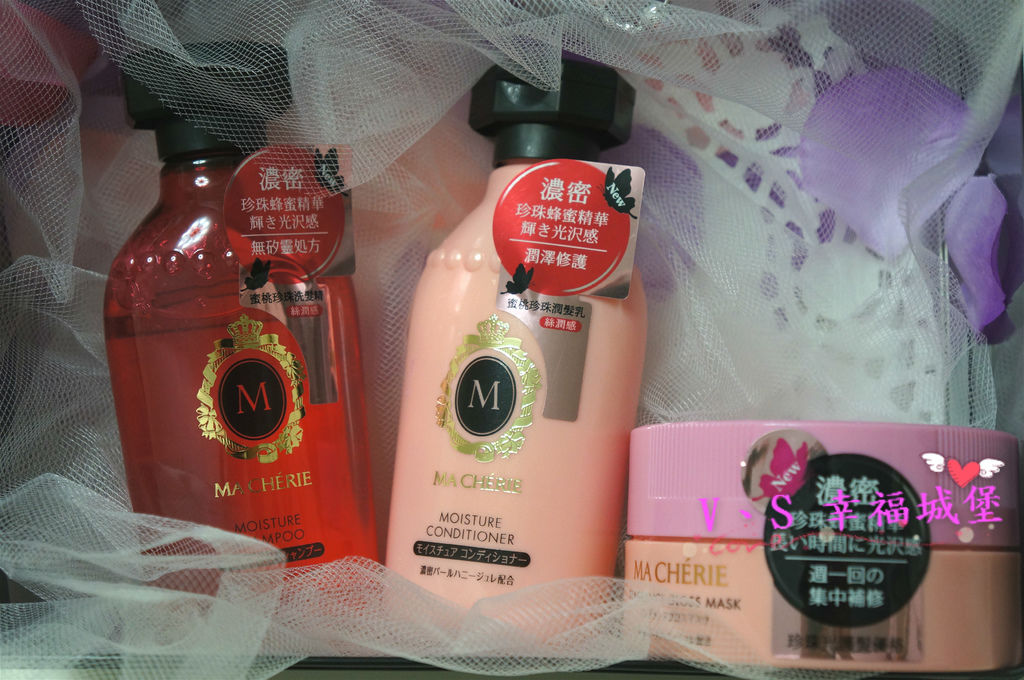 濃密
New
珍珠蜂蜜精華
輝き光沢感
無矽靈処方
蜜桃珍珠洗髮精
絲潤感
M
MA CHÉRIE
MOISTURE
濃密
New
珍珠蜂蜜精華
輝き光沢感
潤澤修護
蜜桃珍珠潤髮乳
絲潤感
M
MA CHÉRIE
MOISTURE
CONDITIONER
モイスチュア コンディショナー
濃密パールハニージュレ配合
New
濃密
V、S 幸福城堡
長い時間に光沢感
週一回の
集中補修
MA CHÉRIE
MASK